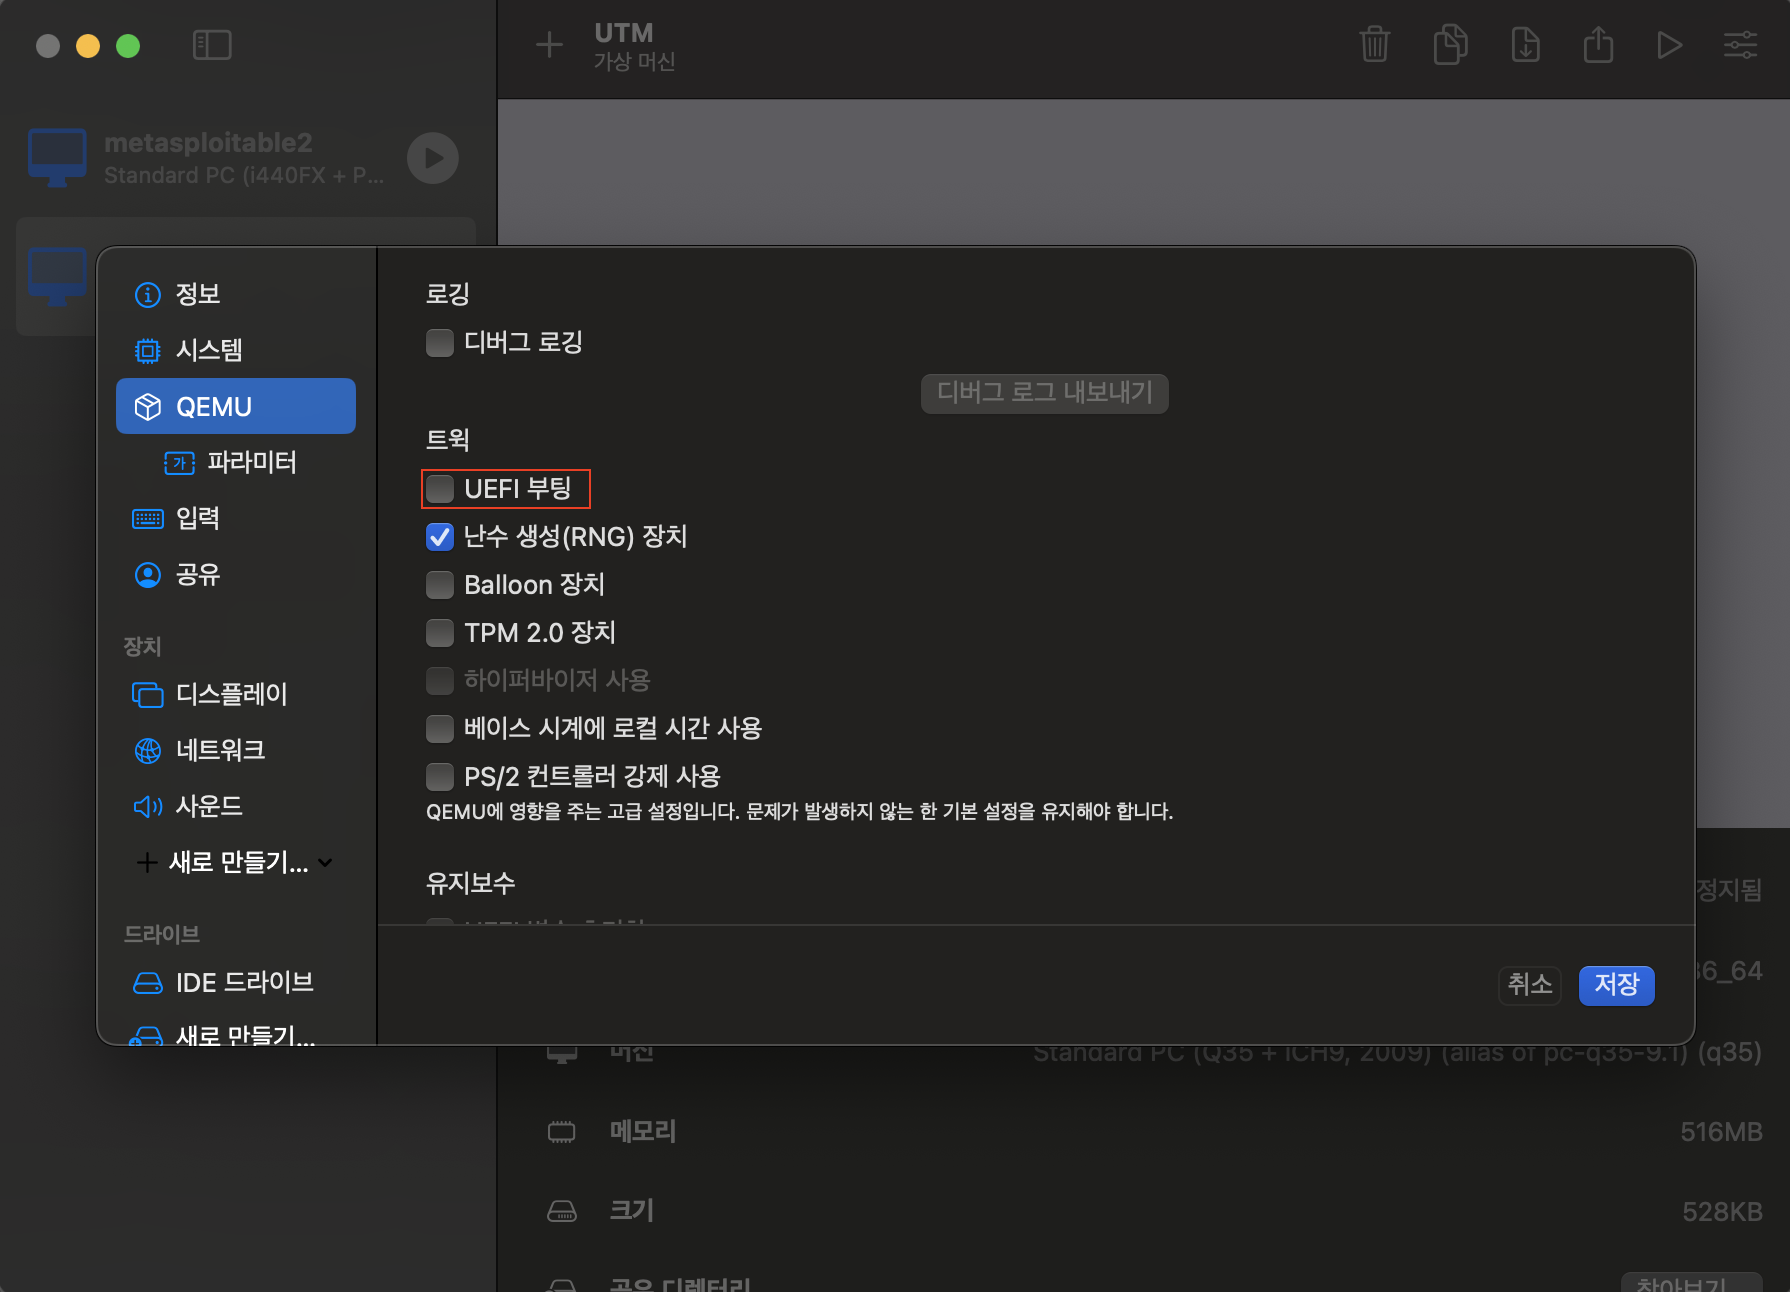 UTM
가상 머신
metasploitable2
Standard PC (i440FX + P...
정보
시스템
QEMU
가
파라미터
입력
공유
장치
디스플레이
네트워크
사운드
새로 만들기...
드라이브
IDE 드라이브
새로 만들기...
로깅
디버그 로깅
디버그 로그 내보내기
트윅
UEFI 부팅
난수 생성(RNG) 장치
Balloon 장치
TPM 2.0 장치
하이퍼바이저 사용
베이스 시계에 로컬 시간 사용
PS/2 컨트롤러 강제 사용
QEMU에 영향을 주는 고급 설정입니다. 문제가 발생하지 않는 한 기본 설정을 유지해야 합니다.
유지보수
취소
저장
정지됨
86_64
머신
Standard PC (Q35 + ICH9, 2009) (alias of pc-q35-9.1) (q35)
메모리
516MB
크기
528KB
공유 디렉터리
찾아보기